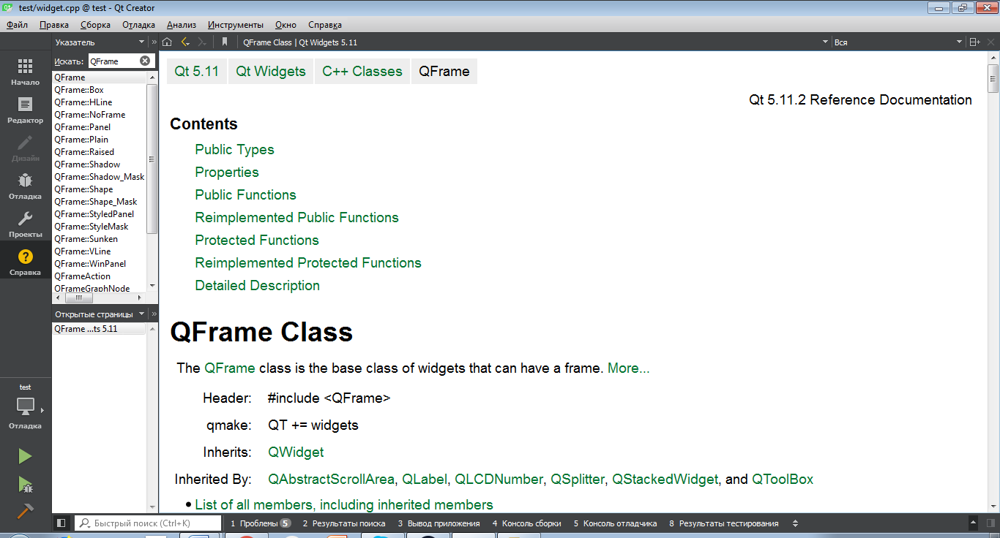 test/widget.cpp @ test - Qt Creator
Файл Правка Сборка Отладка Анализ Инструменты Окно Справка
Указатель
QFrame Class | Qt Widgets 5.11
Вся
Искать: QFrame
QFrame
QFrame::Box
QFrame::HLine
QFrame::NoFrame
QFrame::Panel
QFrame::Plain
QFrame::Raised
QFrame::Shadow
QFrame::Shadow_Mask
QFrame::Shape
QFrame::Shape_Mask
QFrame::StyledPanel
QFrame::StyleMask
QFrame::Sunken
QFrame::VLine
QFrame::WinPanel
QFrameAction
QFrameGraphNode
Открытые страницы
QFrame ...ts 5.11
Начало
Редактор
Дизайн
Отладка
Проекты
Справка
test
Отладка
Qt 5.11 Qt Widgets C++ Classes QFrame
Qt 5.11.2 Reference Documentation
Contents
Public Types
Properties
Public Functions
Reimplemented Public Functions
Protected Functions
Reimplemented Protected Functions
Detailed Description
QFrame Class
The QFrame class is the base class of widgets that can have a frame. More...
Header: #include <QFrame>
qmake: QT += widgets
Inherits: QWidget
Inherited By: QAbstractScrollArea, QLabel, QLCDNumber, QSplitter, QStackedWidget, and QToolBox
• List of all members, including inherited members
Быстрый поиск (Ctrl+K)
1 Проблемы 5 2 Результаты поиска 3 Вывод приложения 4 Консоль сборки 5 Консоль отладчика 8 Результаты тестирования